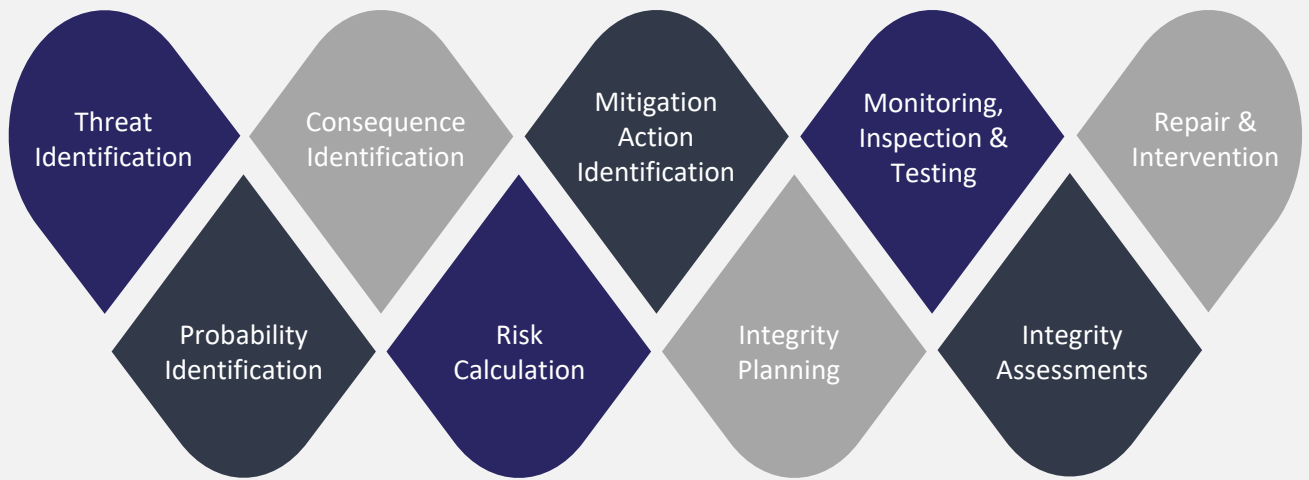 Threat
Identification
Probability
Identification
Consequence
Identification
Risk
Calculation
Mitigation
Action
Identification
Integrity
Planning
Monitoring,
Inspection &
Testing
Integrity
Assessments
Repair &
Intervention